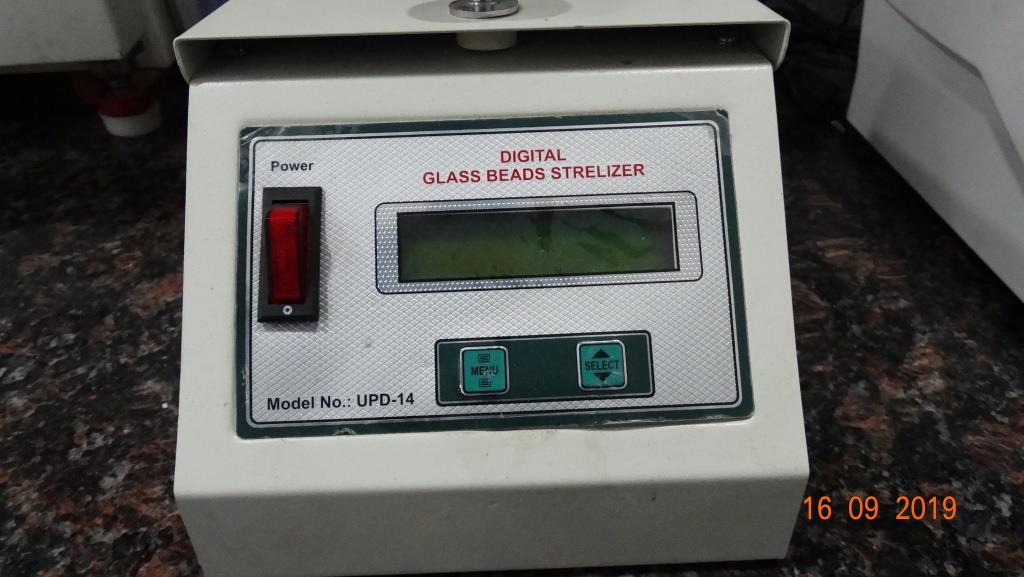 Power
DIGITAL
GLASS BEADS STRELIZER
MENU
SELECT
Model No.: UPD-14
16 09 2019